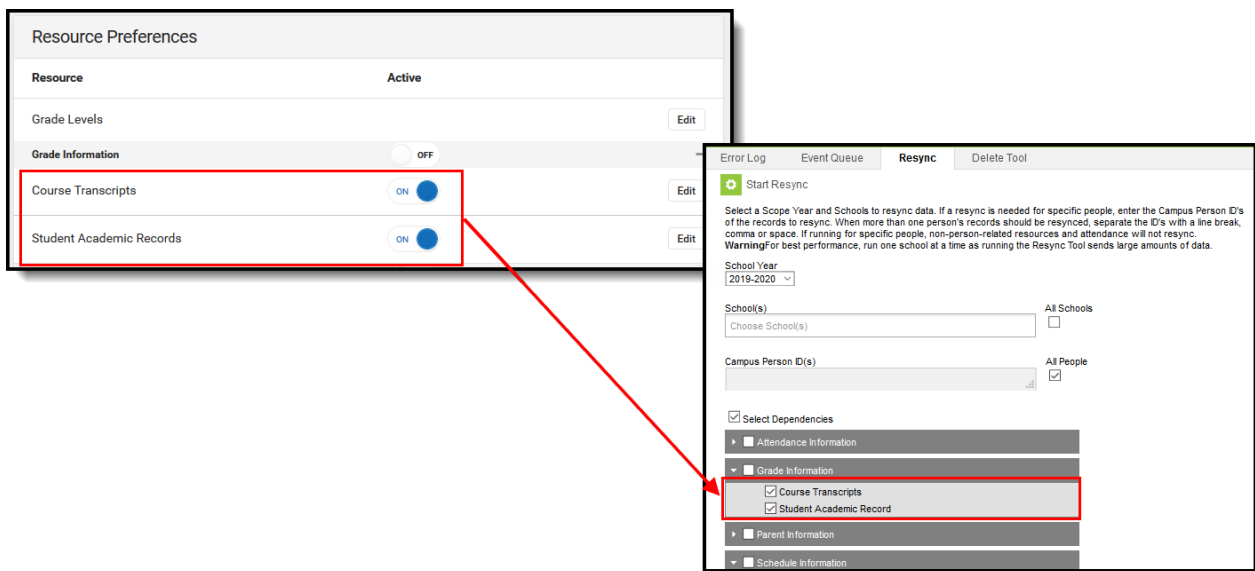 Resource Preferences
Resource Active
Grade Levels Edit
Grade Information OFF
Course Transcripts ON Edit
Student Academic Records ON Edit
Error Log Event Queue Resync Delete Tool
Start Resync
Select a Scope Year and Schools to resync data. If a resync is needed for specific people, enter the Campus Person ID's
of the records to resync. When more than one person's records should be resynced, separate the ID's with a line break,
comma or space. If running for specific people, non-person-related resources and attendance will not resync.
WarningFor best performance, run one school at a time as running the Resync Tool sends large amounts of data.
School Year
2019-2020
School(s) All Schools
Choose School(s)
Campus Person ID(s) All People
Select Dependencies
Attendance Information
Grade Information
Course Transcripts
Student Academic Record
Parent Information
Schedule Information